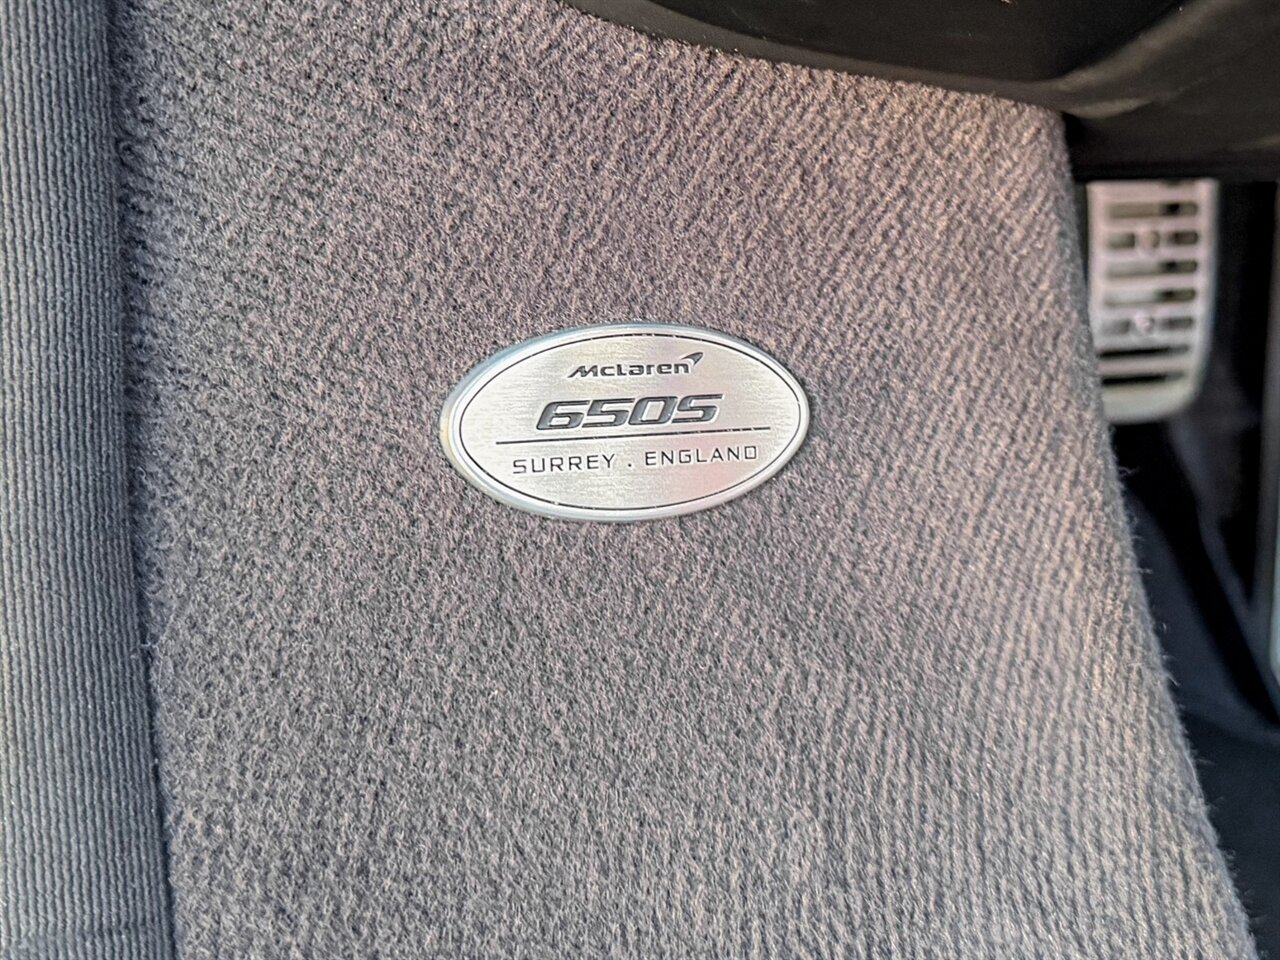 McLaren
650S
SURREY . ENGLAND